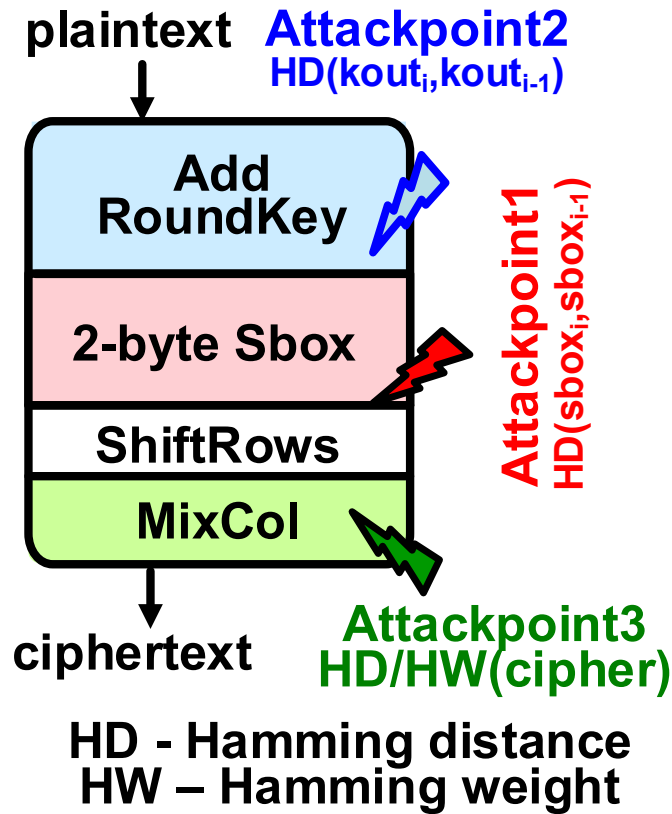 plaintext
Attackpoint2
HD(kout_i,kout_i-1)
Add
RoundKey
Attackpoint1
HD(sbox_i,sbox_i-1)
2-byte Sbox
ShiftRows
MixCol
ciphertext
Attackpoint3
HD/HW(cipher)
HD - Hamming distance
HW – Hamming weight